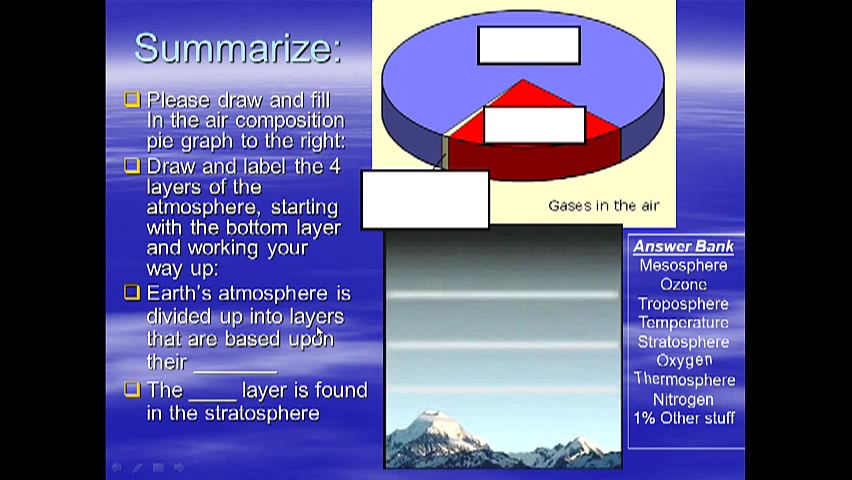 Summarize:
Please draw and fill
In the air composition
pie graph to the right:
Draw and label the 4
layers of the
atmosphere, starting
with the bottom layer
and working your
way up:
Earth's atmosphere is
divided up into layers
that are based upon
their _______
The ____ layer is found
in the stratosphere
Gases in the air
Answer Bank
Mesosphere
Ozone
Troposphere
Temperature
Stratosphere
Oxygen
Thermosphere
Nitrogen
1% Other stuff